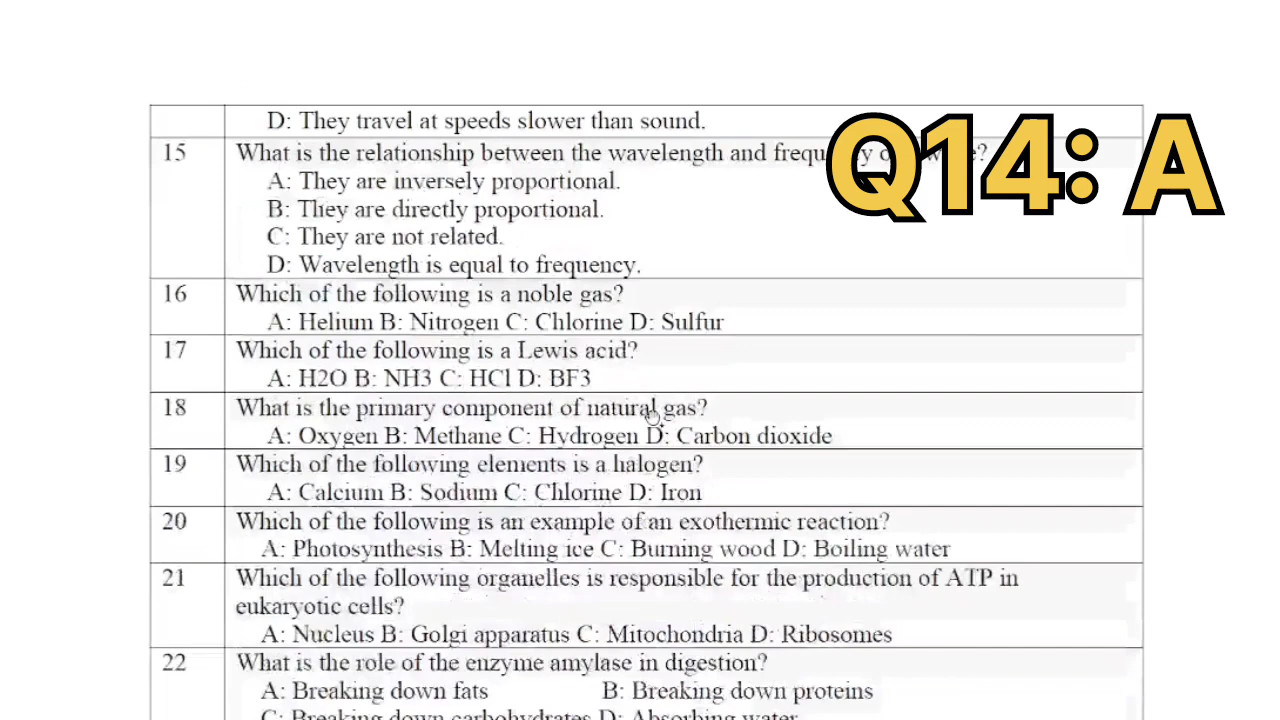 D: They travel at speeds slower than sound.
Q14: A
15 What is the relationship between the wavelength and
A: They are inversely proportional.
B: They are directly proportional.
C: They are not related.
D: Wavelength is equal to frequency.
16 Which of the following is a noble gas?
A: Helium B: Nitrogen C: Chlorine D: Sulfur
17 Which of the following is a Lewis acid?
A: H2O B: NH3 C: HCl D: BF3
18 What is the primary component of natural gas?
A: Oxygen B: Methane C: Hydrogen D: Carbon dioxide
19 Which of the following elements is a halogen?
A: Calcium B: Sodium C: Chlorine D: Iron
20 Which of the following is an example of an exothermic reaction?
A: Photosynthesis B: Melting ice C: Burning wood D: Boiling water
21 Which of the following organelles is responsible for the production of ATP in
eukaryotic cells?
A: Nucleus B: Golgi apparatus C: Mitochondria D: Ribosomes
22 What is the role of the enzyme amylase in digestion?
A: Breaking down fats B: Breaking down proteins
C: Breaking down carbohydrates D: Absorbing water